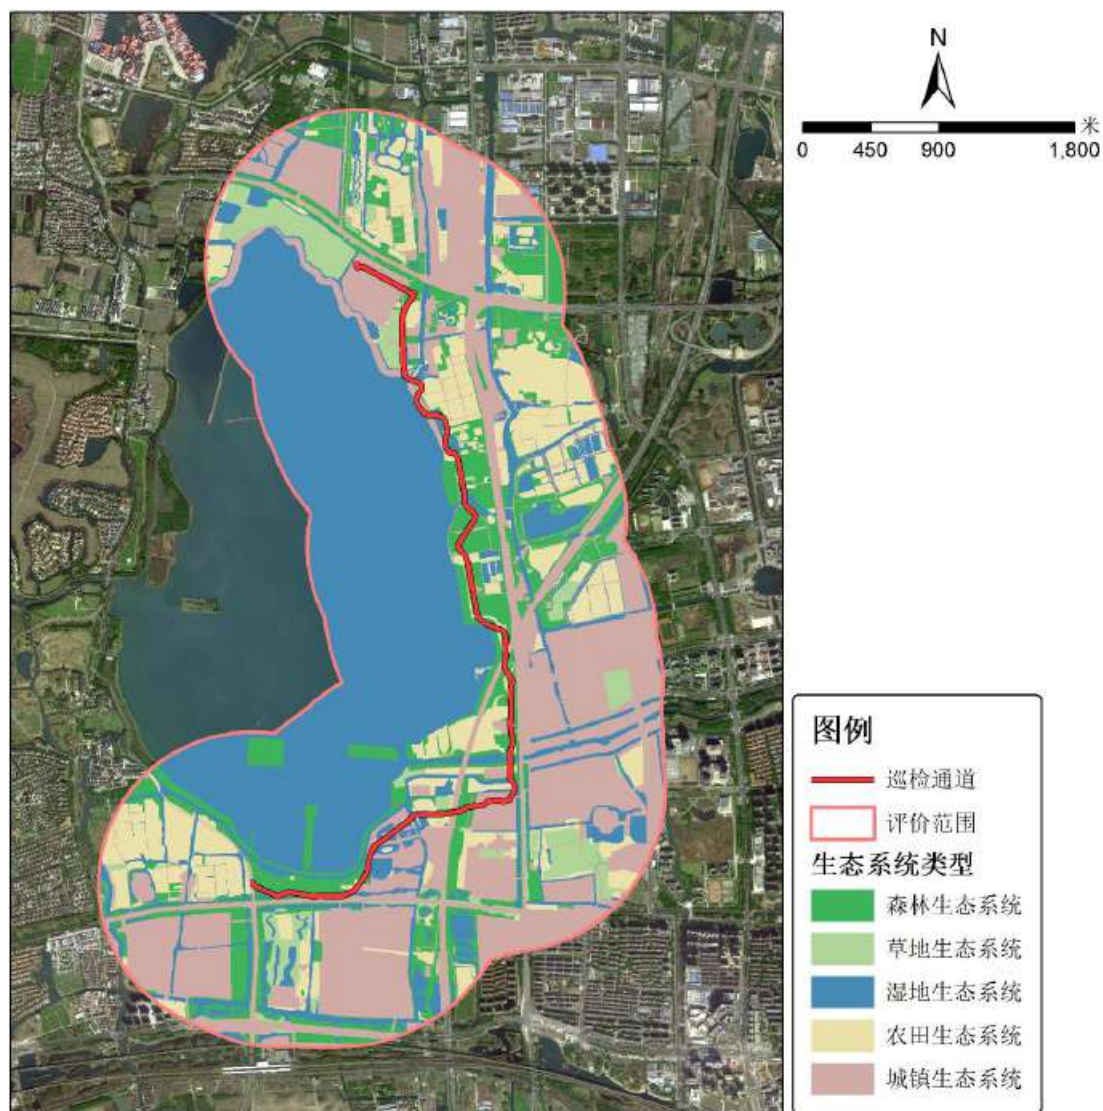 N
米
0 450 900 1,800
图例
巡检通道
评价范围
生态系统类型
森林生态系统
草地生态系统
湿地生态系统
农田生态系统
城镇生态系统